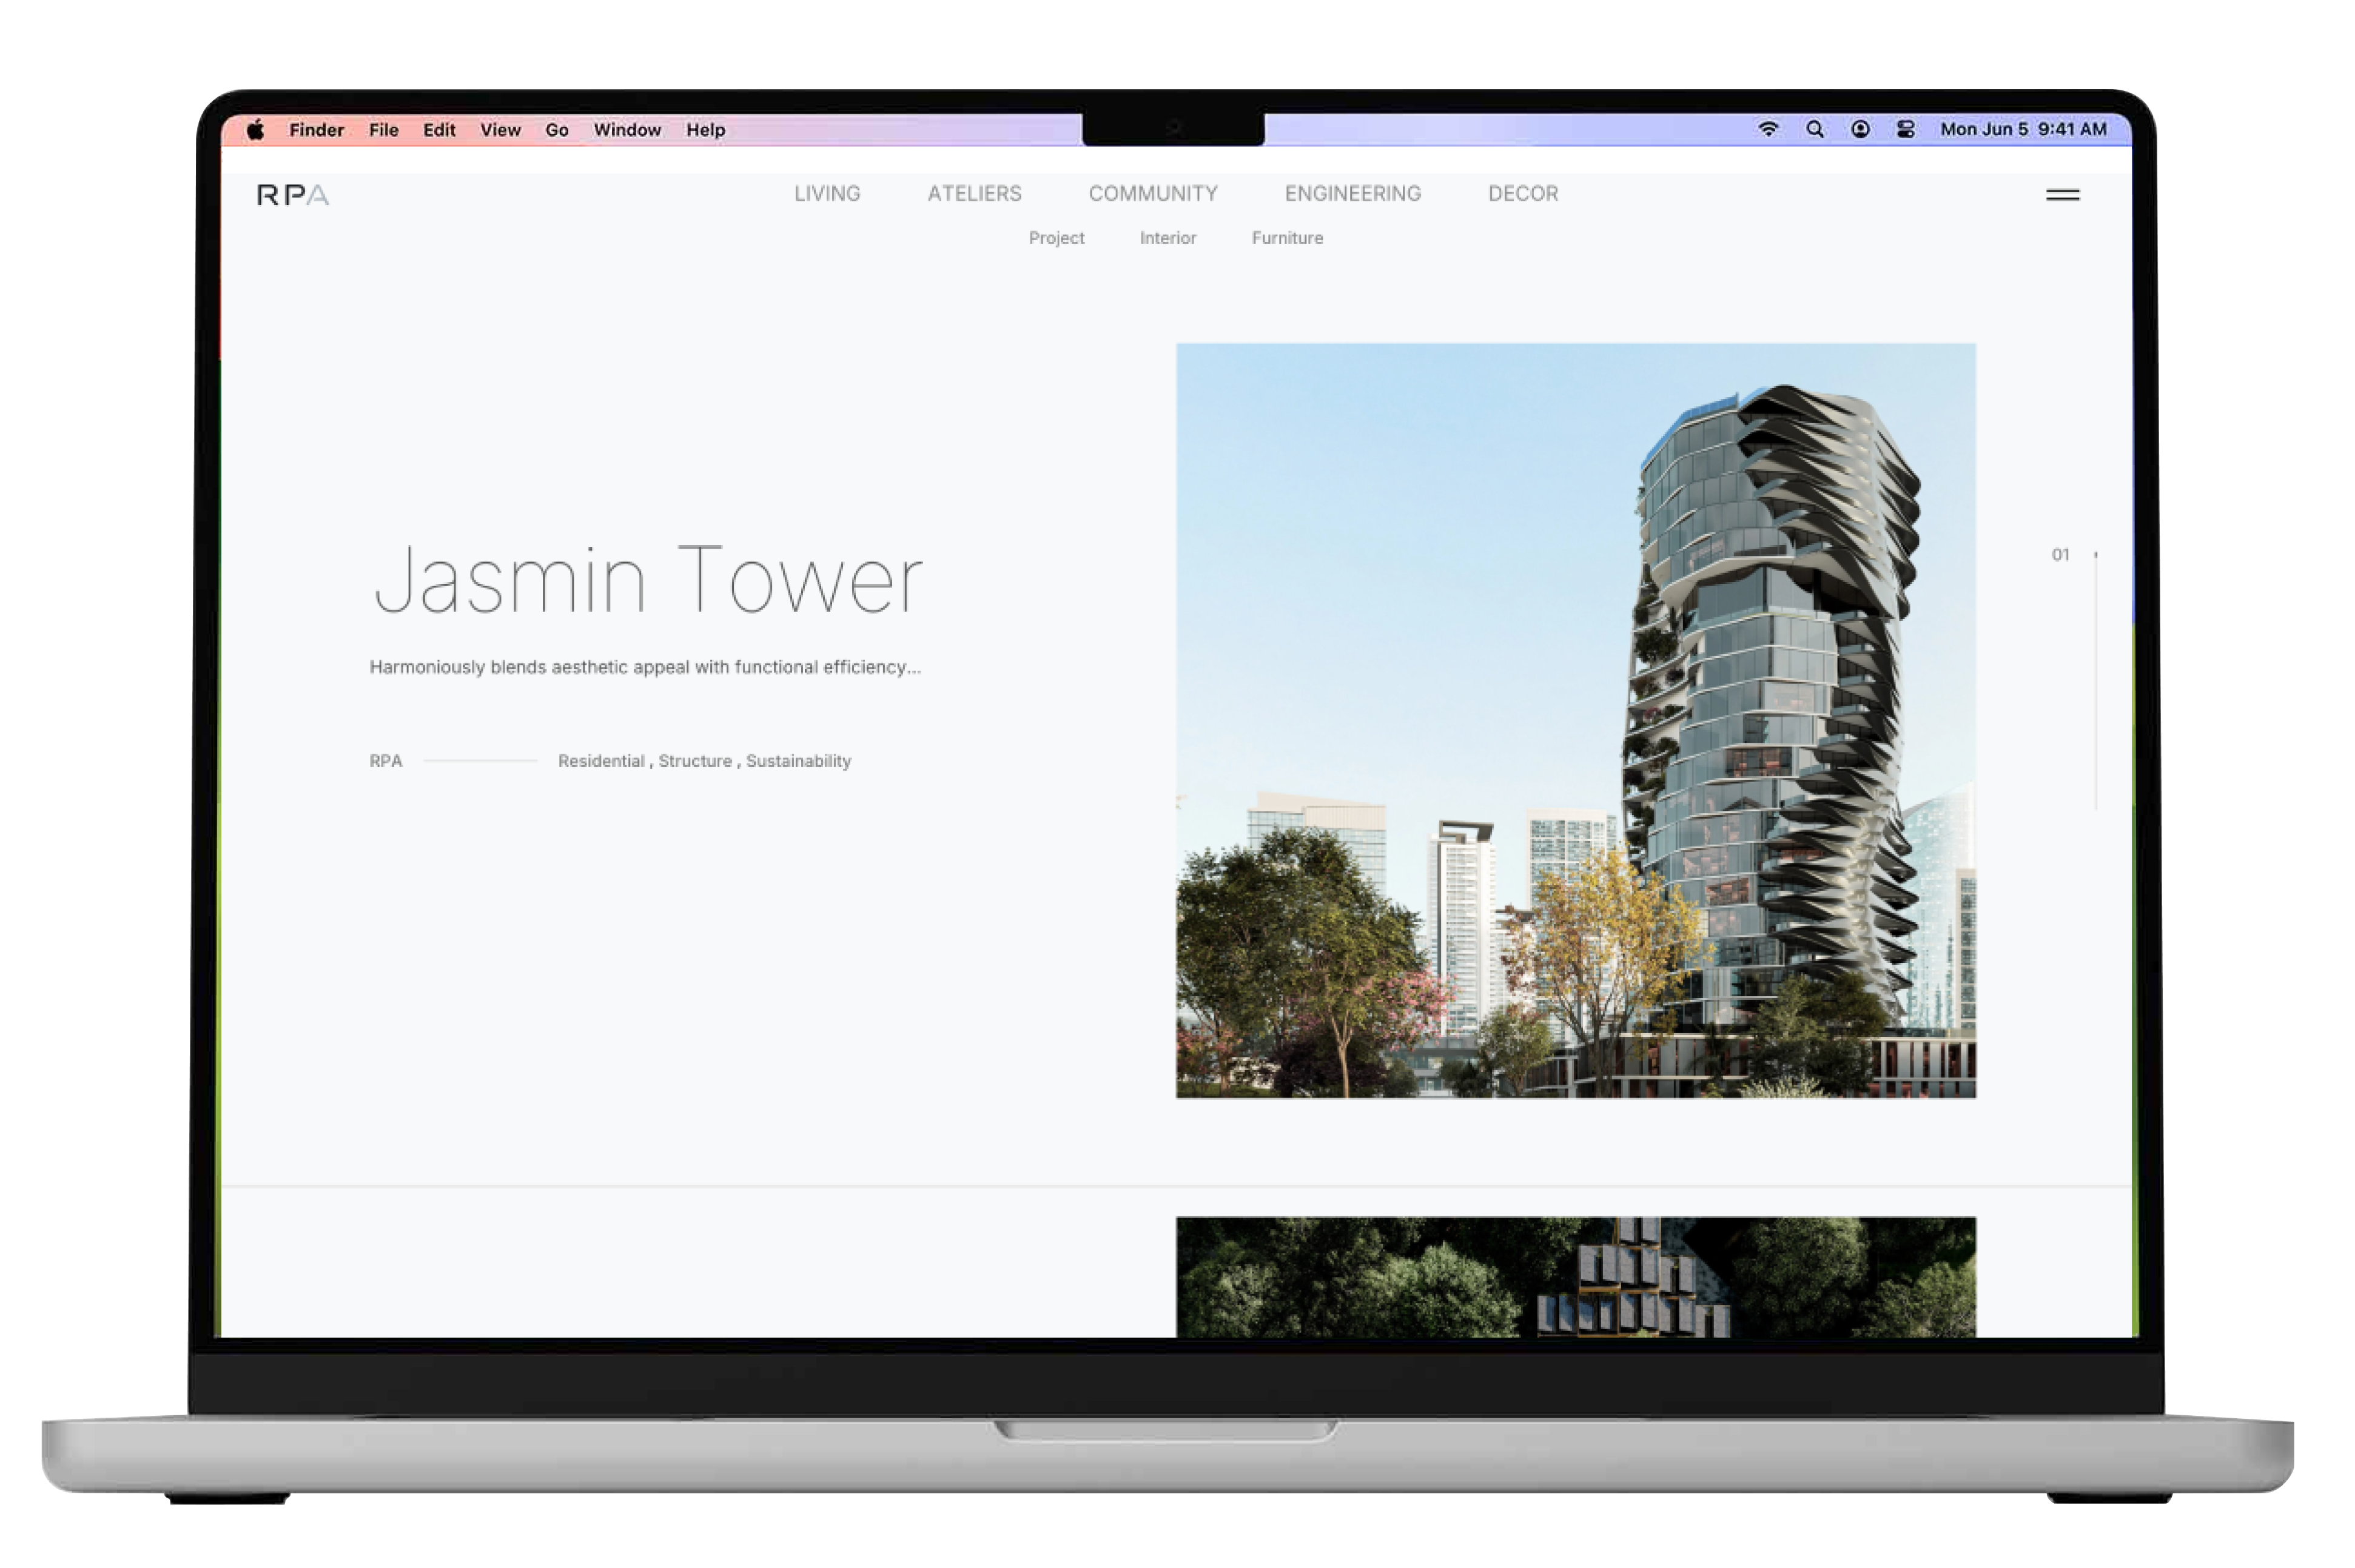 Finder File Edit View Go Window Help Mon Jun 5 9:41 AM
RPA LIVING ATELIERS COMMUNITY ENGINEERING DECOR
Project Interior Furniture
Jasmin Tower
01
Harmoniously blends aesthetic appeal with functional efficiency...
RPA Residential , Structure , Sustainability